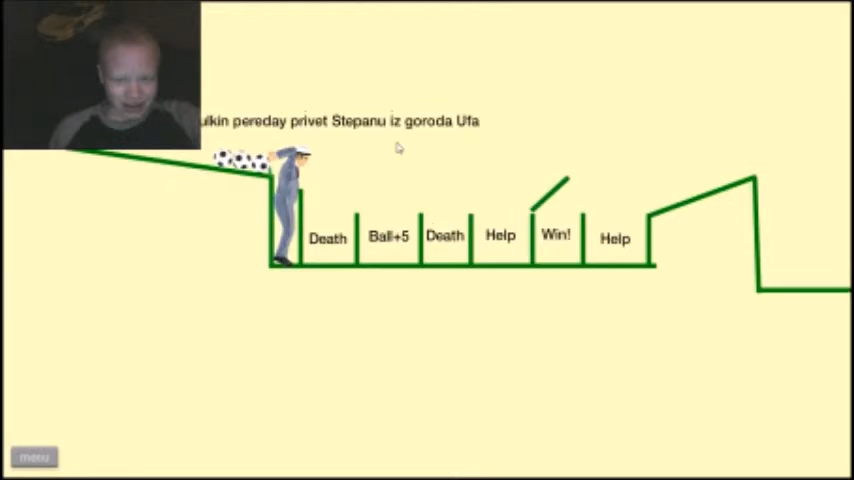 pereday privet Stepanu iz goroda Ufa
Death Ball+5 Death Help Win! Help
menu